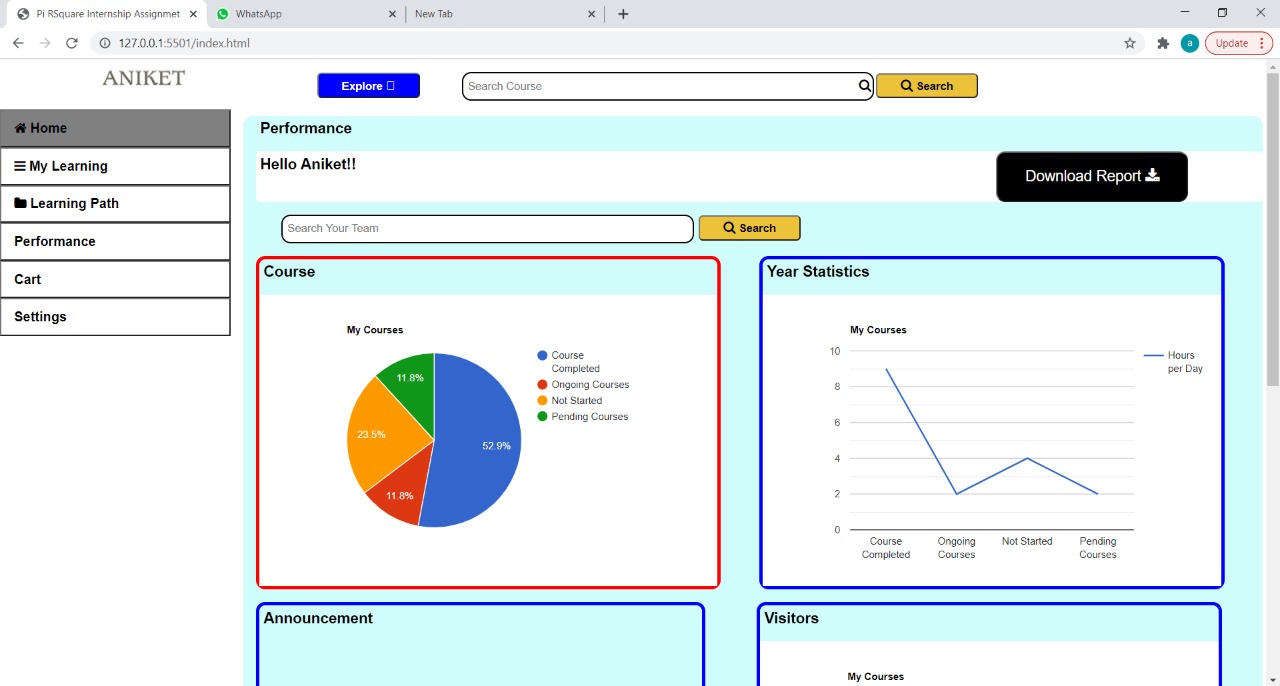 Pi RSquare Internship Assignmet
WhatsApp
New Tab
127.0.0.1:5501/index.html
a
Update
ANIKET
Explore
Search Course
Search
Home
My Learning
Learning Path
Performance
Cart
Settings
Performance
Hello Aniket!!
Download Report
Search Your Team
Search
Course
My Courses
Course
Completed
Ongoing Courses
Not Started
Pending Courses
11.8%
23.5%
52.9%
11.8%
Year Statistics
My Courses
10
8
6
4
2
0
Hours
per Day
Course
Completed
Ongoing
Courses
Not Started
Pending
Courses
Announcement
Visitors
My Courses